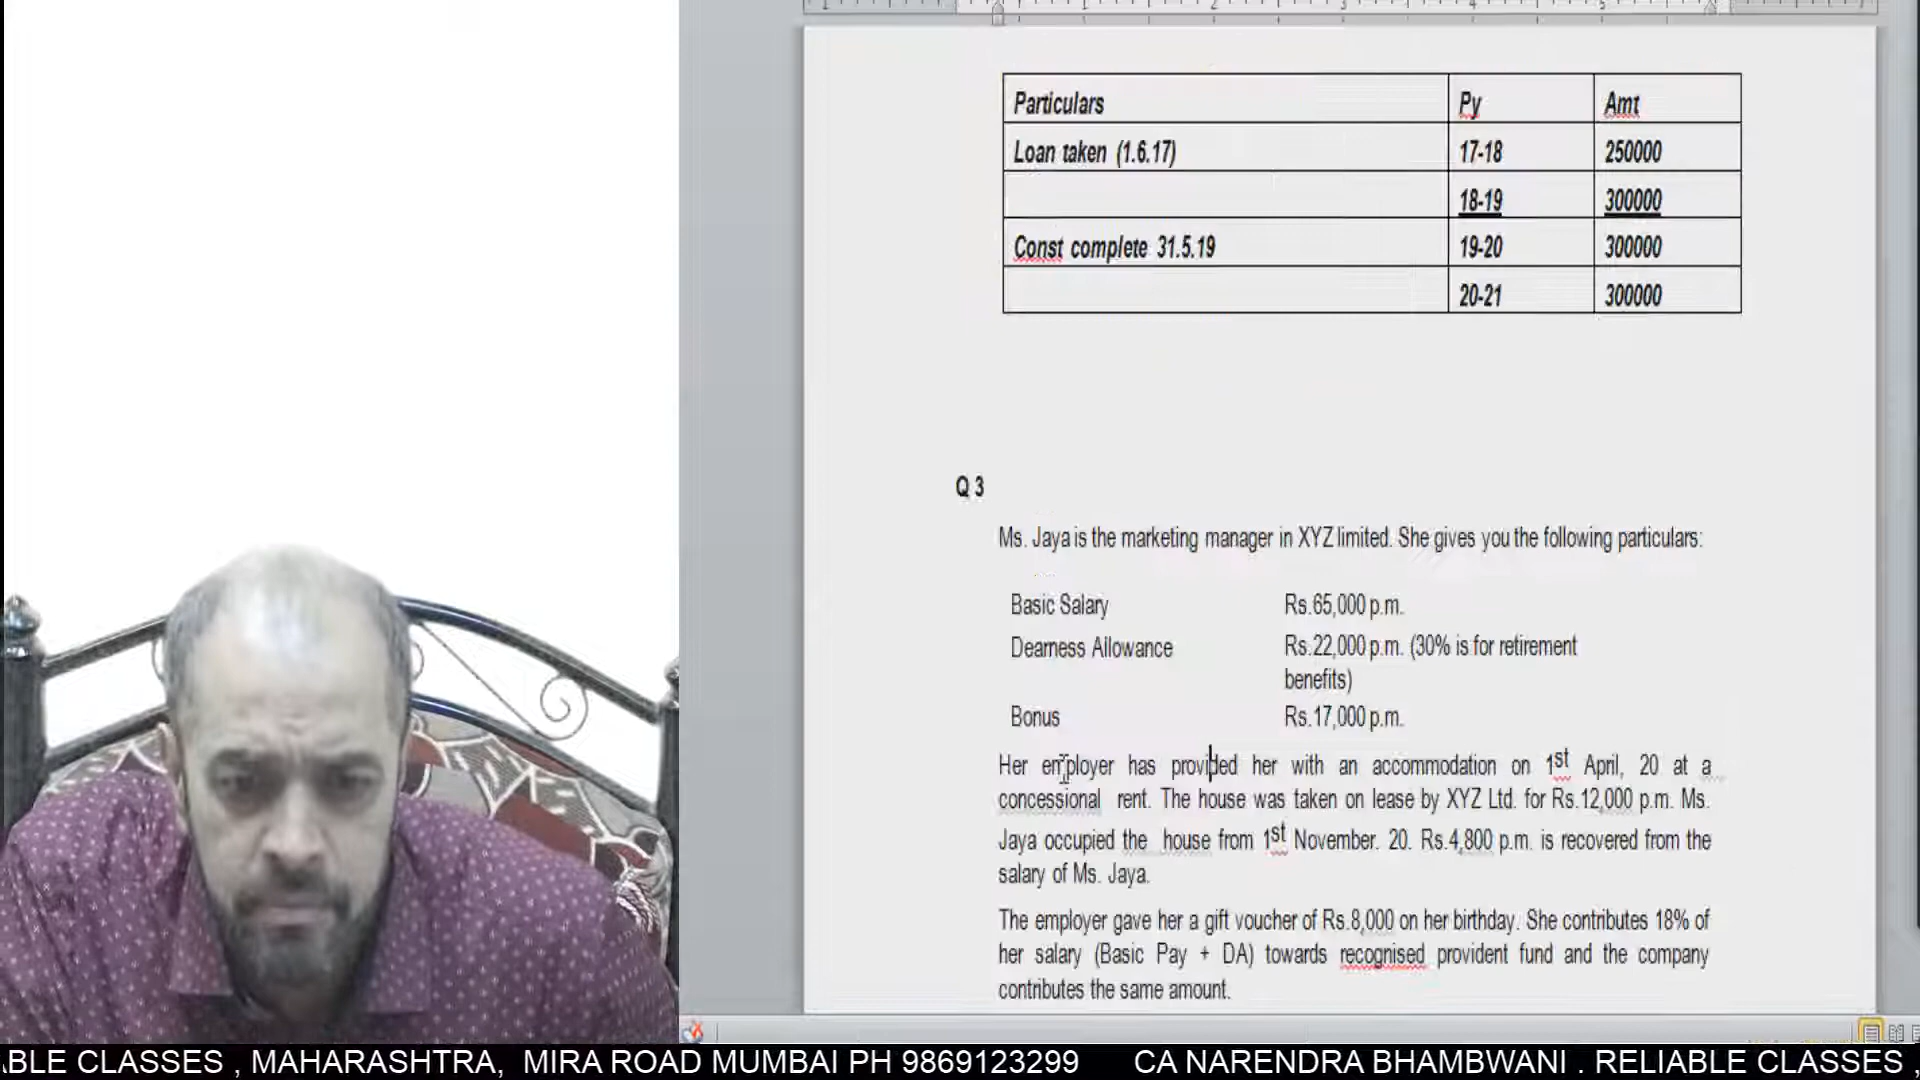 Particulars Py Amt
Loan taken (1.6.17) 17-18 250000
18-19 300000
Const complete 31.5.19 19-20 300000
20-21 300000
Q 3
Ms. Jaya is the marketing manager in XYZ limited. She gives you the following particulars:
Basic Salary Rs.65,000 p.m.
Dearness Allowance Rs.22,000 p.m. (30% is for retirement
benefits)
Bonus Rs.17,000 p.m.
Her employer has provided her with an accommodation on 1st April, 20 at a
concessional rent. The house was taken on lease by XYZ Ltd. for Rs.12,000 p.m. Ms.
Jaya occupied the house from 1st November. 20. Rs.4,800 p.m. is recovered from the
salary of Ms. Jaya.
The employer gave her a gift voucher of Rs.8,000 on her birthday. She contributes 18% of
her salary (Basic Pay + DA) towards recognised provident fund and the company
contributes the same amount.
ABLE CLASSES , MAHARASHTRA, MIRA ROAD MUMBAI PH 9869123299 CA NARENDRA BHAMBWANI . RELIABLE CLASSES ,